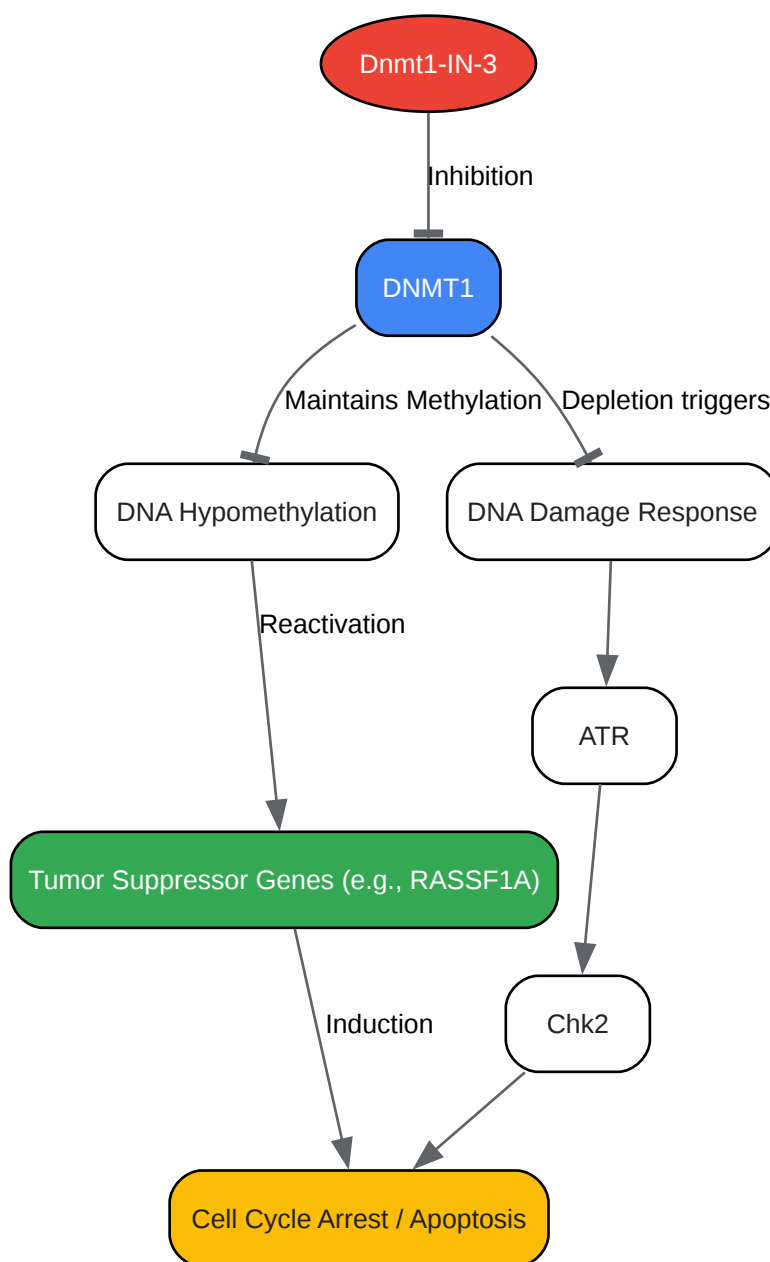 Dnmt1-IN-3
Inhibition
DNMT1
Maintains Methylation
Depletion triggers
DNA Hypomethylation
DNA Damage Response
Reactivation
ATR
Tumor Suppressor Genes (e.g., RASSF1A)
Induction
Chk2
Cell Cycle Arrest / Apoptosis